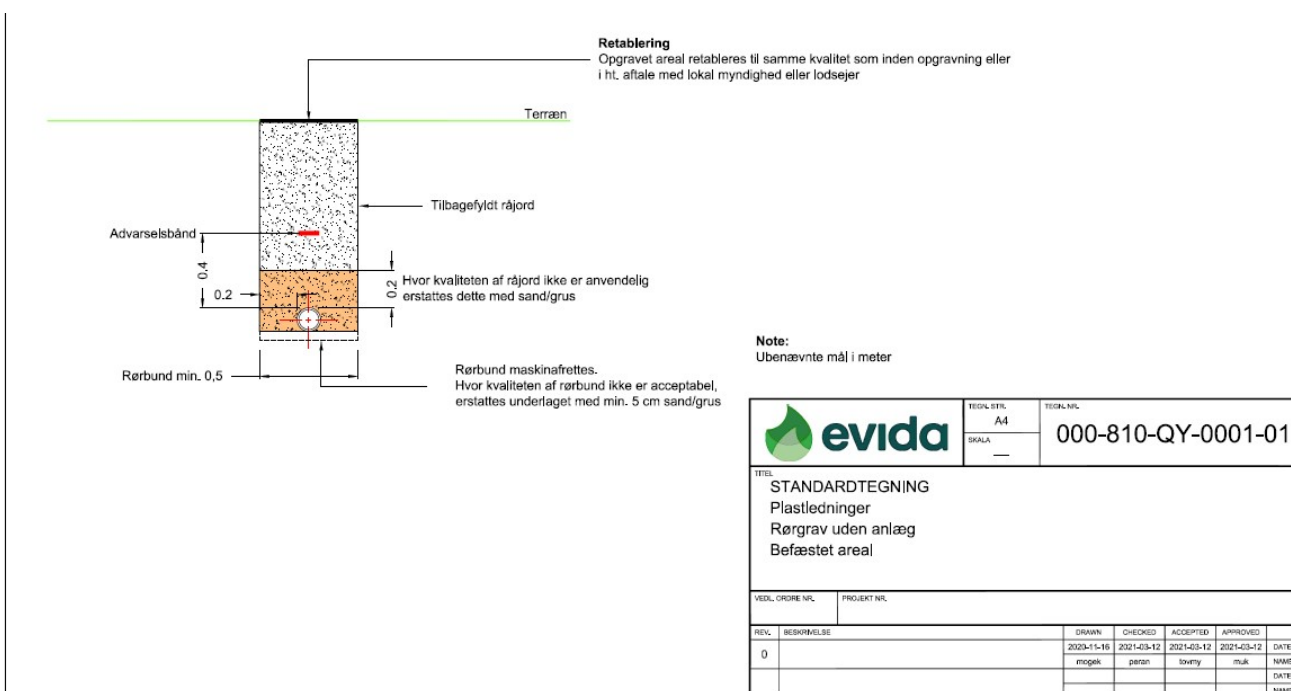 Retablering
Opgravet areal retableres til samme kvalitet som inden opgravning eller
i ht. aftale med lokal myndighed eller lodsejer
Terræn
Tilbagefyldt råjord
Advarselsbånd
0.4
0.2
0.2
Hvor kvaliteten af råjord ikke er anvendelig
erstattes dette med sand/grus
Rørbund min. 0,5
Rørbund maskinafrettes.
Hvor kvaliteten af rørbund ikke er acceptabel,
erstattes underlaget med min. 5 cm sand/grus
Note:
Ubenævnte mål i meter
evida
TEGN. STR.
A4
SKALA
—
TEGN. NR.
000-810-QY-0001-01
TITEL
STANDARDTEGNING
Plastledninger
Rørgrav uden anlæg
Befæstet areal
VEDL. ORDRE NR. PROJEKT NR.
REV. BESKRIVELSE DRAWN CHECKED ACCEPTED APPROVED
0 2020-11-16 2021-03-12 2021-03-12 2021-03-12 DATE
mogek peran tovmy muk NAME
DATE
NAME